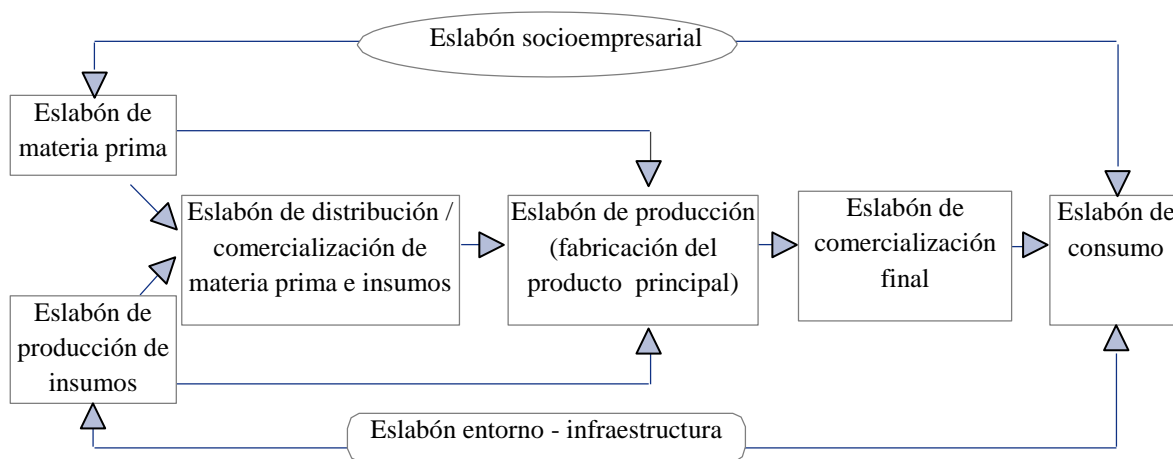 Eslabón socioempresarial
Eslabón de
materia prima
Eslabón de distribución /
comercialización de
materia prima e insumos
Eslabón de producción
(fabricación del
producto principal)
Eslabón de
comercialización
final
Eslabón de
consumo
Eslabón de
producción de
insumos
Eslabón entorno - infraestructura